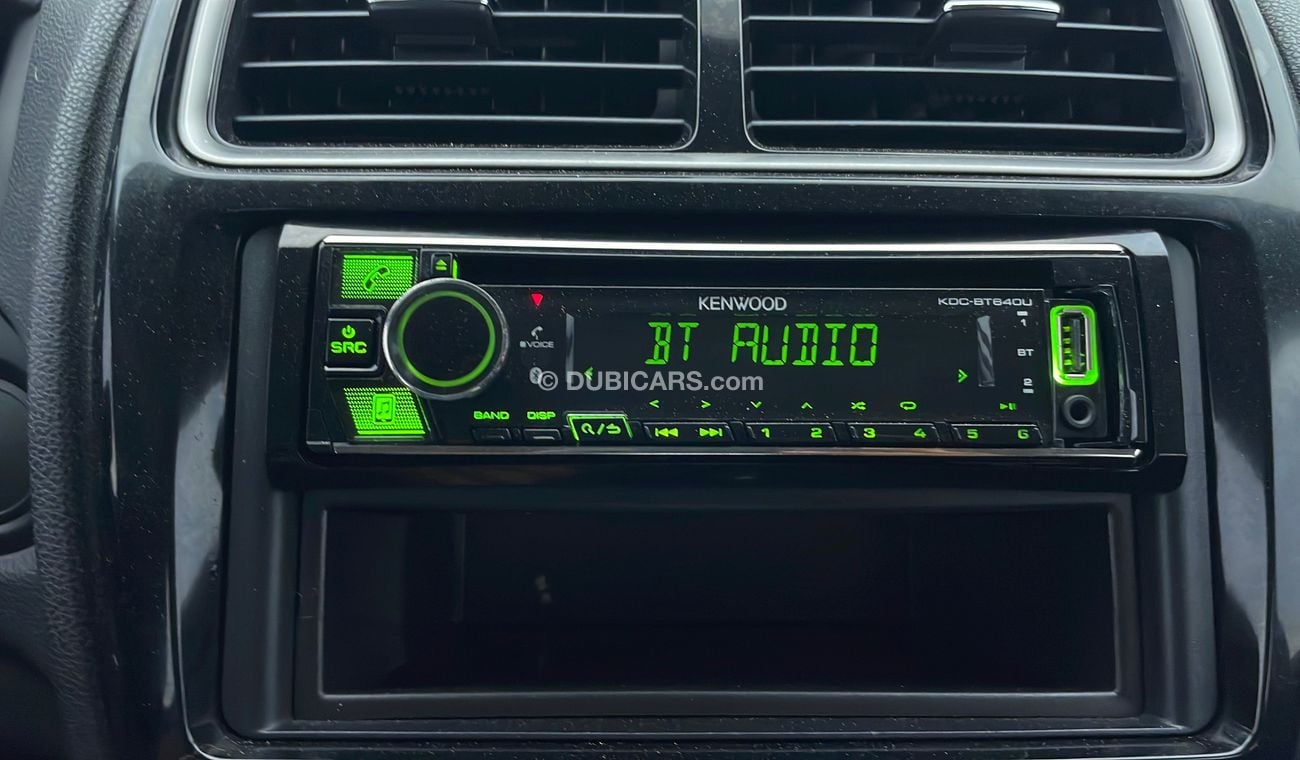 KENWOOD
KDC-BT640U
1
BT AUDIO
SRC
VOICE
BT
© DUBICARS.com
2
BAND DISP
1 2 3 4 5 6